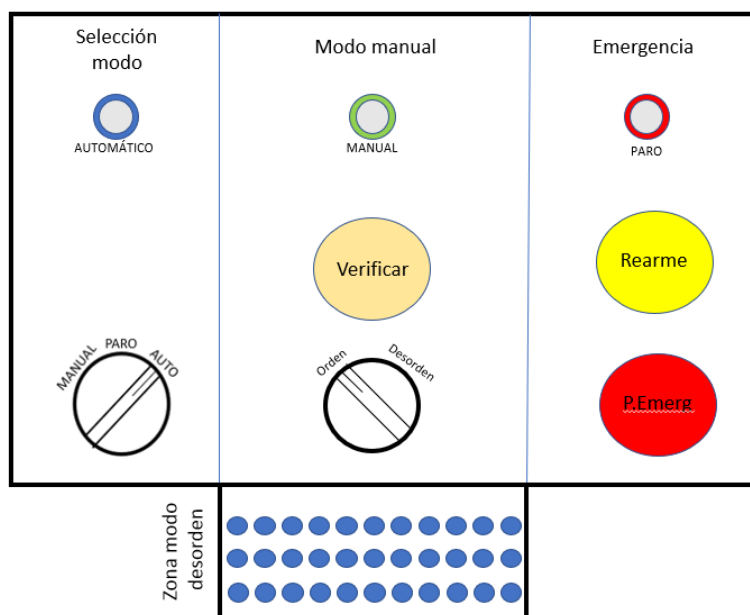 Selección
modo
AUTOMÁTICO
MANUAL
PARO
AUTO
Modo manual
MANUAL
Verificar
Orden
Desorden
Emergencia
PARO
Rearme
P.Emerg
Zona modo
desorden